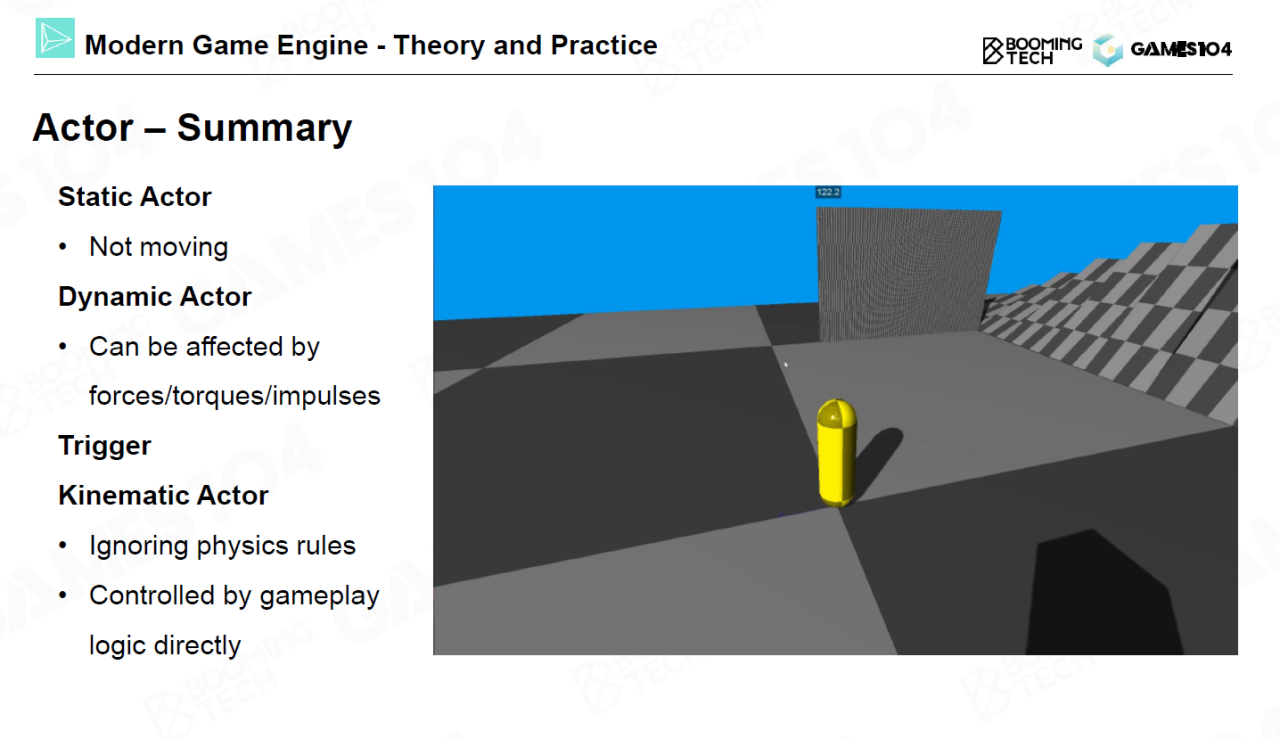 Modern Game Engine - Theory and Practice
BOOMING
TECH
GAMES104
Actor – Summary
Static Actor
• Not moving
Dynamic Actor
• Can be affected by
forces/torques/impulses
Trigger
Kinematic Actor
• Ignoring physics rules
• Controlled by gameplay
logic directly
122.2